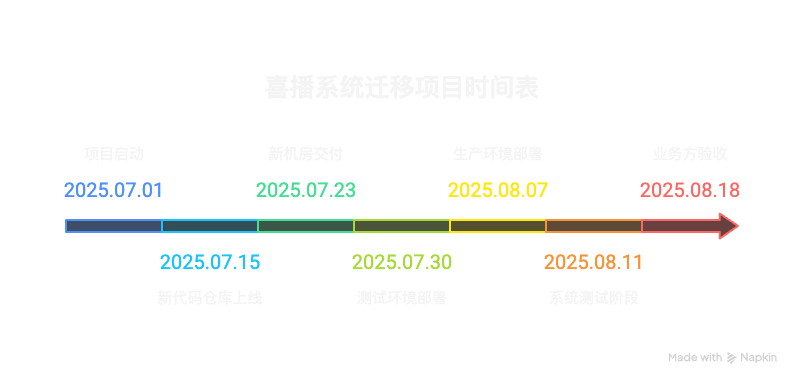 喜播系统迁移项目时间表
项目启动
新机房交付
生产环境部署
业务方验收
2025.07.01
2025.07.23
2025.08.07
2025.08.18
2025.07.15
2025.07.30
2025.08.11
新代码仓库上线
测试环境部署
系统测试阶段
Made with Napkin